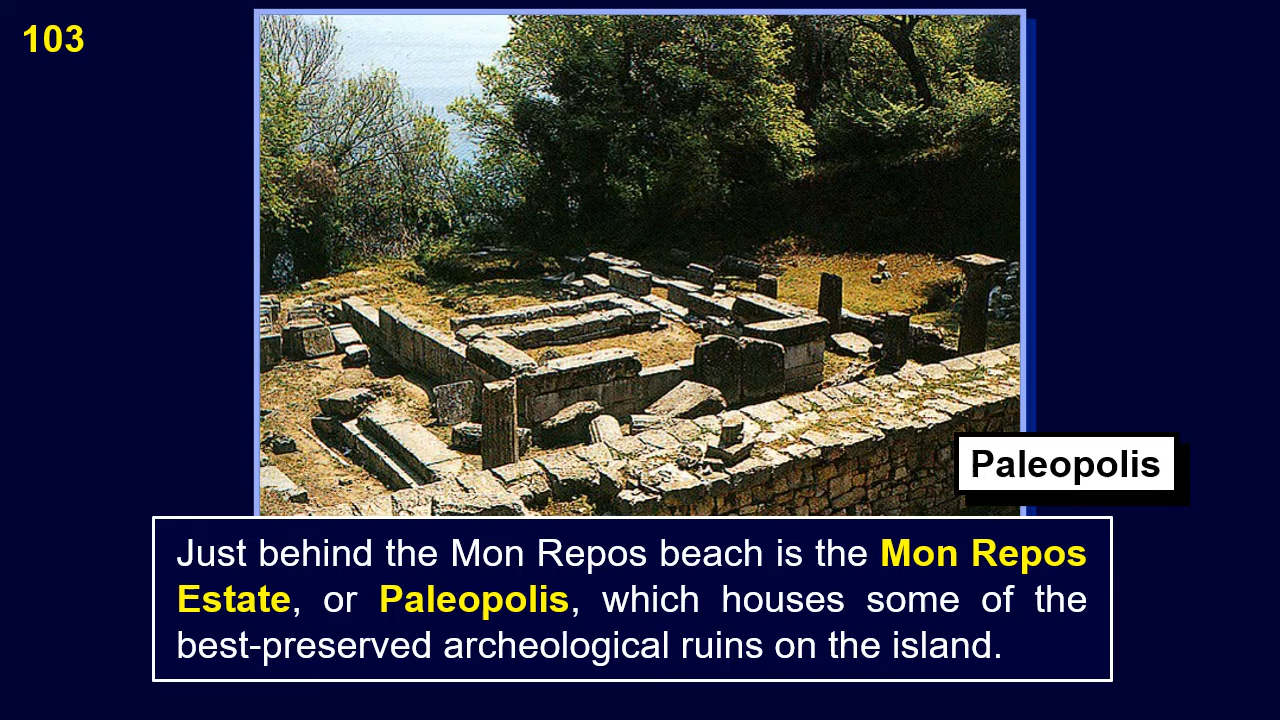 103
Paleopolis
Just behind the Mon Repos beach is the Mon Repos
Estate, or Paleopolis, which houses some of the
best-preserved archeological ruins on the island.